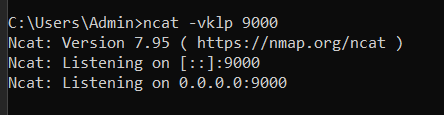 C:\Users\Admin>ncat -vklp 9000
Ncat: Version 7.95 ( https://nmap.org/ncat )
Ncat: Listening on [::]:9000
Ncat: Listening on 0.0.0.0:9000